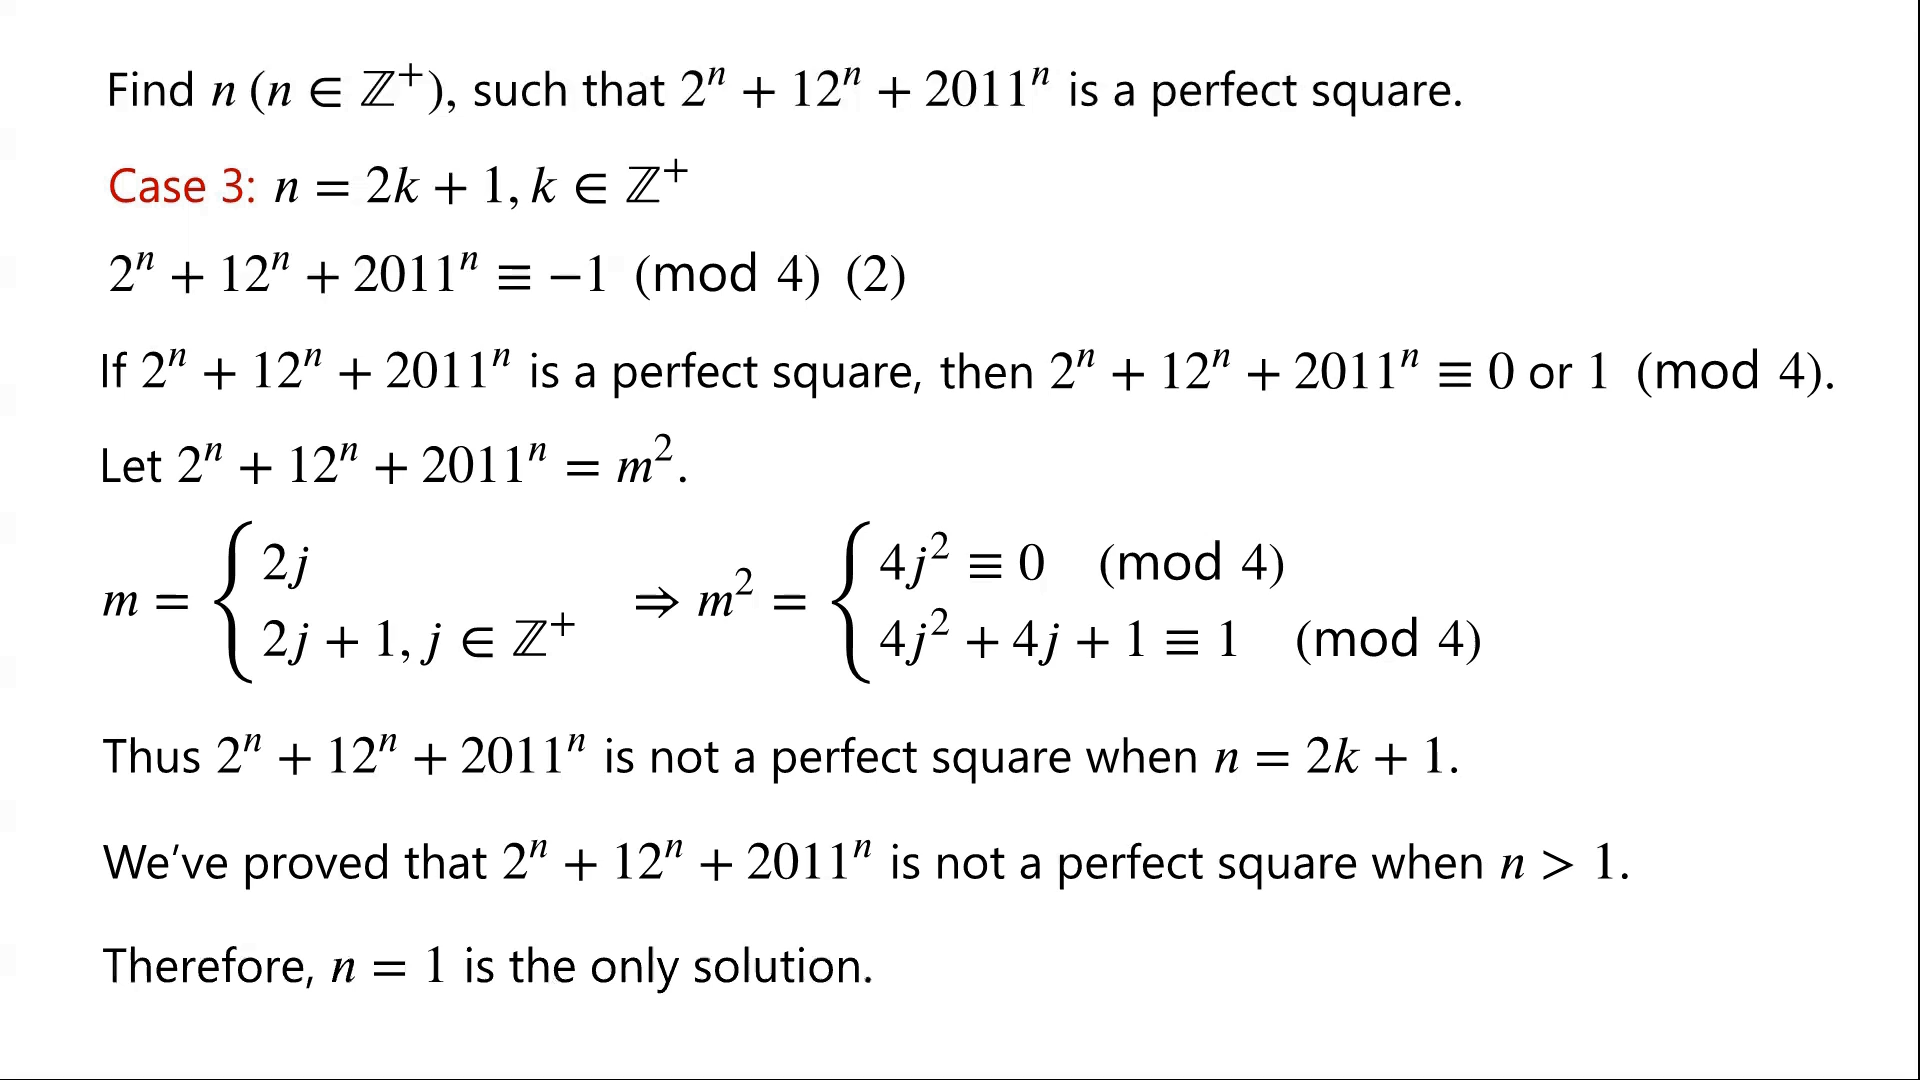 Find n (n ∈ ℤ⁺), such that 2ⁿ + 12ⁿ + 2011ⁿ is a perfect square.
Case 3: n = 2k + 1, k ∈ ℤ⁺
2ⁿ + 12ⁿ + 2011ⁿ ≡ −1 (mod 4) (2)
If 2ⁿ + 12ⁿ + 2011ⁿ is a perfect square, then 2ⁿ + 12ⁿ + 2011ⁿ ≡ 0 or 1 (mod 4).
Let 2ⁿ + 12ⁿ + 2011ⁿ = m².
m = { 2j ; 2j + 1, j ∈ ℤ⁺ ⇒ m² = { 4j² ≡ 0 (mod 4) ; 4j² + 4j + 1 ≡ 1 (mod 4)
Thus 2ⁿ + 12ⁿ + 2011ⁿ is not a perfect square when n = 2k + 1.
We’ve proved that 2ⁿ + 12ⁿ + 2011ⁿ is not a perfect square when n > 1.
Therefore, n = 1 is the only solution.